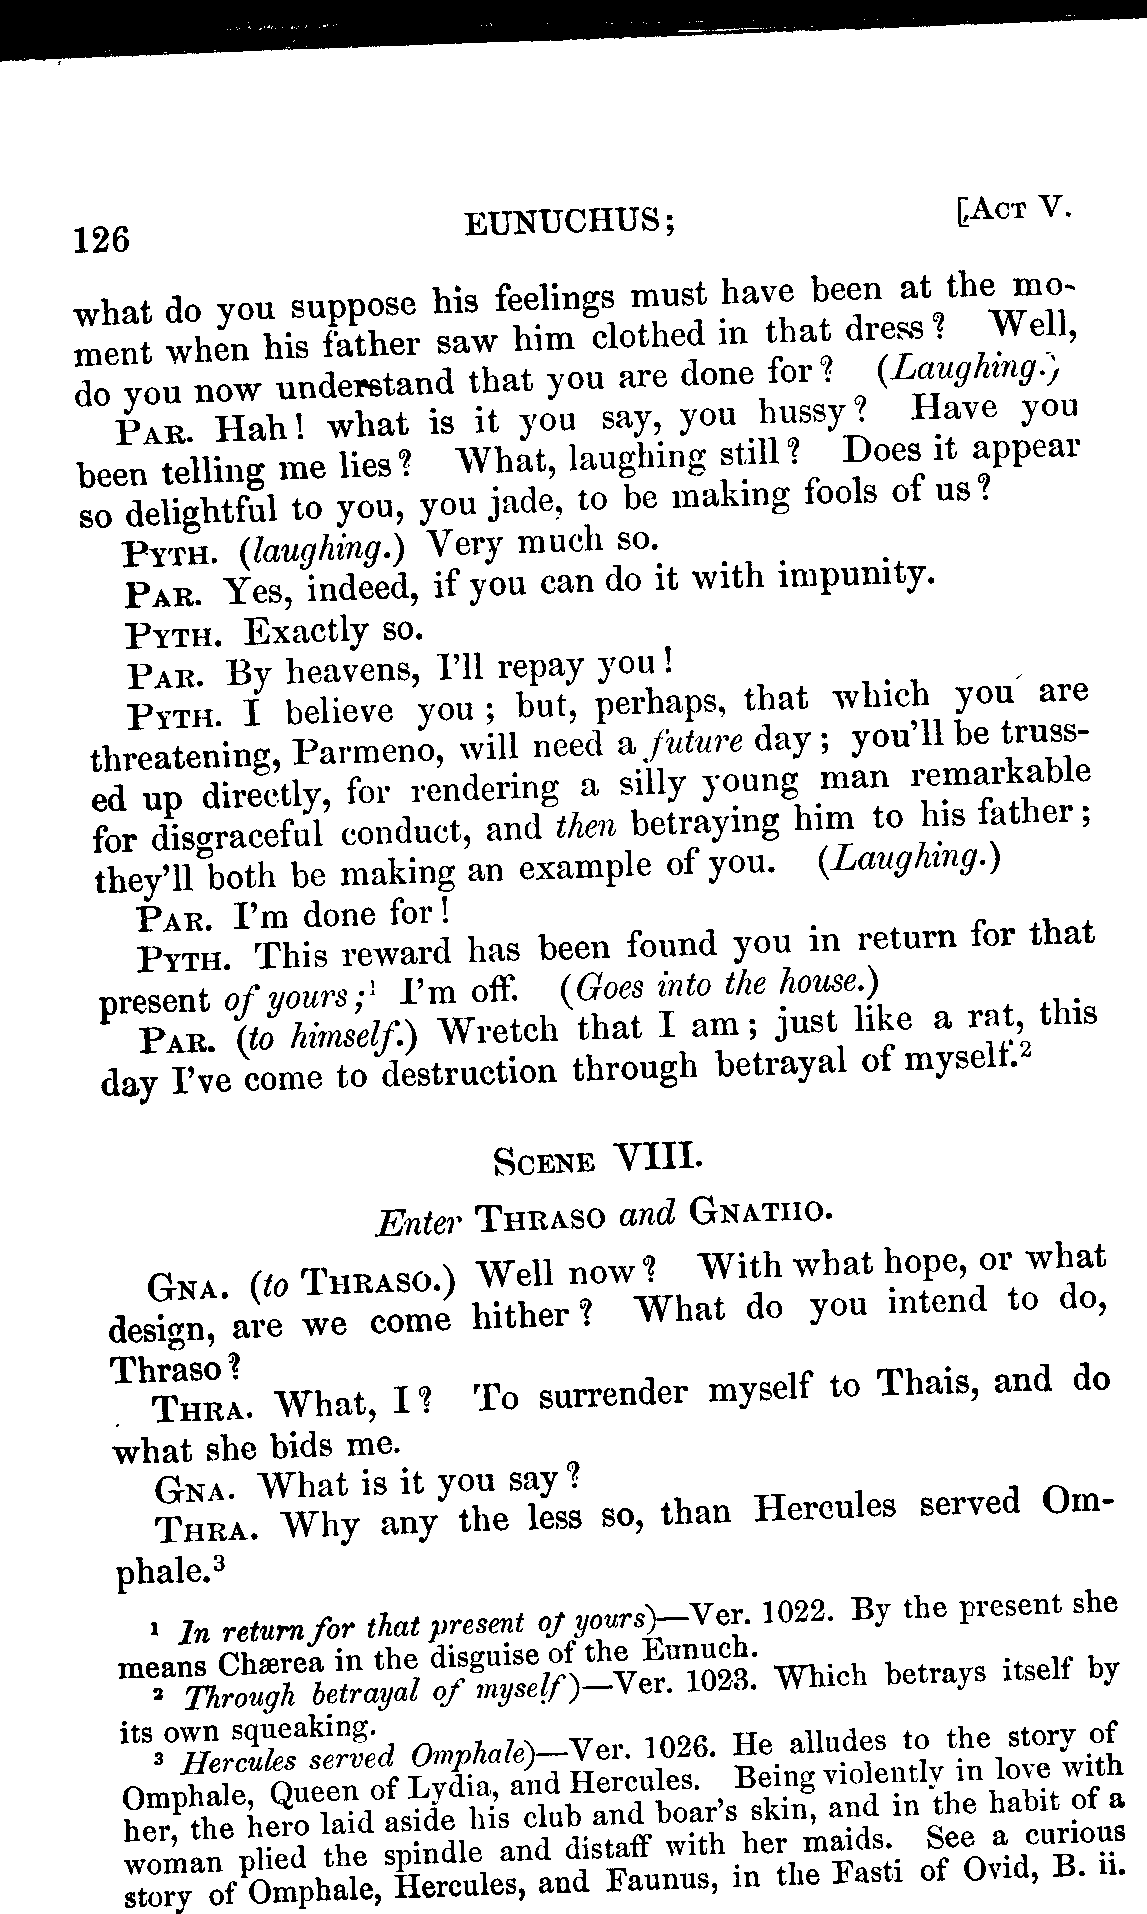 126 EUNUCHUS; [ACT V.
what do you suppose his feelings must have been at the mo-
ment when his father saw him clothed in that dress? Well,
do you now understand that you are done for? (Laughing.)
PAR. Hah! what is it you say, you hussy? Have you
been telling me lies? What, laughing still? Does it appear
so delightful to you, you jade, to be making fools of us?
PYTH. (laughing.) Very much so.
PAR. Yes, indeed, if you can do it with impunity.
PYTH. Exactly so.
PAR. By heavens, I'll repay you!
PYTH. I believe you; but, perhaps, that which you are
threatening, Parmeno, will need a future day; you'll be truss-
ed up directly, for rendering a silly young man remarkable
for disgraceful conduct, and then betraying him to his father;
they'll both be making an example of you. (Laughing.)
PAR. I'm done for!
PYTH. This reward has been found you in return for that
present of yours;¹ I'm off. (Goes into the house.)
PAR. (to himself.) Wretch that I am; just like a rat, this
day I've come to destruction through betrayal of myself.²
SCENE VIII.
Enter THRASO and GNATHO.
GNA. (to THRASO.) Well now? With what hope, or what
design, are we come hither? What do you intend to do,
Thraso?
THRA. What, I? To surrender myself to Thais, and do
what she bids me.
GNA. What is it you say?
THRA. Why any the less so, than Hercules served Om-
phale.³
¹ In return for that present of yours)—Ver. 1022. By the present she
means Chærea in the disguise of the Eunuch.
² Through betrayal of myself)—Ver. 1023. Which betrays itself by
its own squeaking.
³ Hercules served Omphale)—Ver. 1026. He alludes to the story of
Omphale, Queen of Lydia, and Hercules. Being violently in love with
her, the hero laid aside his club and boar's skin, and in the habit of a
woman plied the spindle and distaff with her maids. See a curious
story of Omphale, Hercules, and Faunus, in the Fasti of Ovid, B. ii.